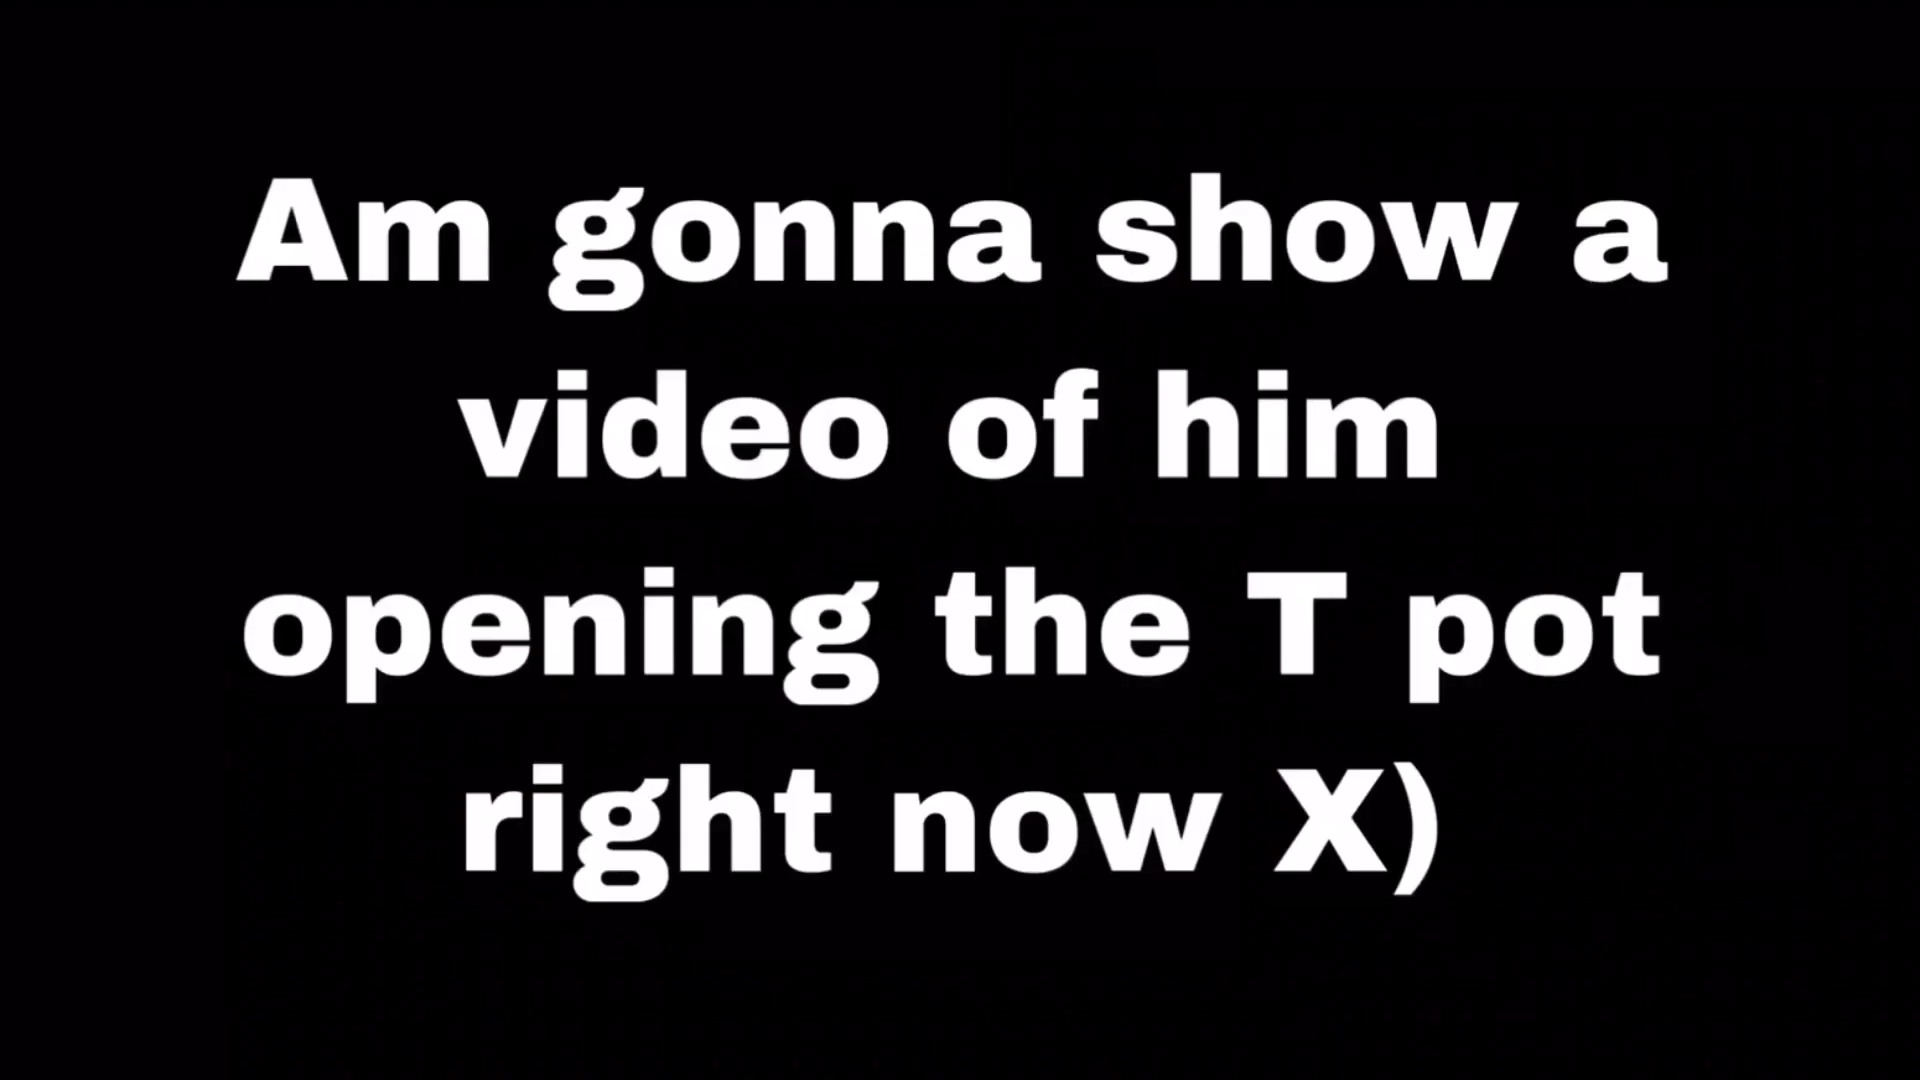 Am gonna show a
video of him
opening the T pot
right now X)